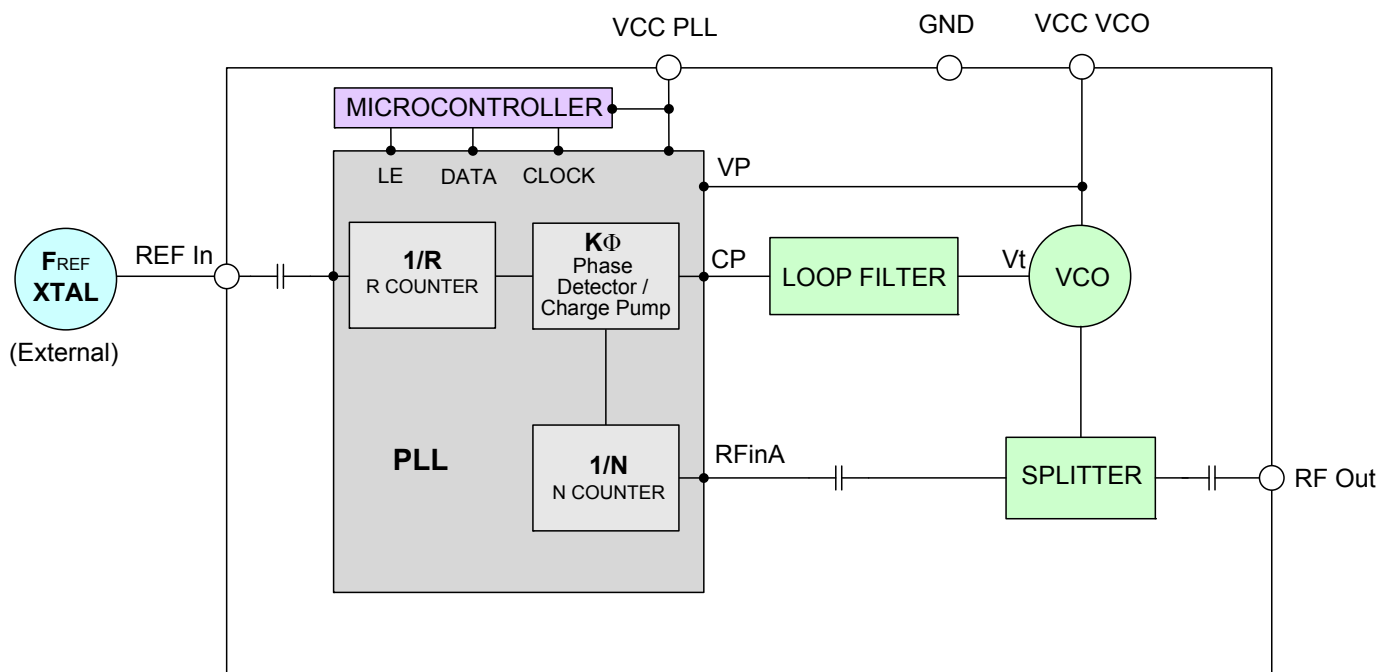 VCC PLL
GND
VCC VCO
MICROCONTROLLER
LE
DATA
CLOCK
VP
FREF
XTAL
(External)
REF In
1/R
R COUNTER
KΦ
Phase
Detector /
Charge Pump
CP
LOOP FILTER
Vt
VCO
PLL
1/N
N COUNTER
RFinA
SPLITTER
RF Out